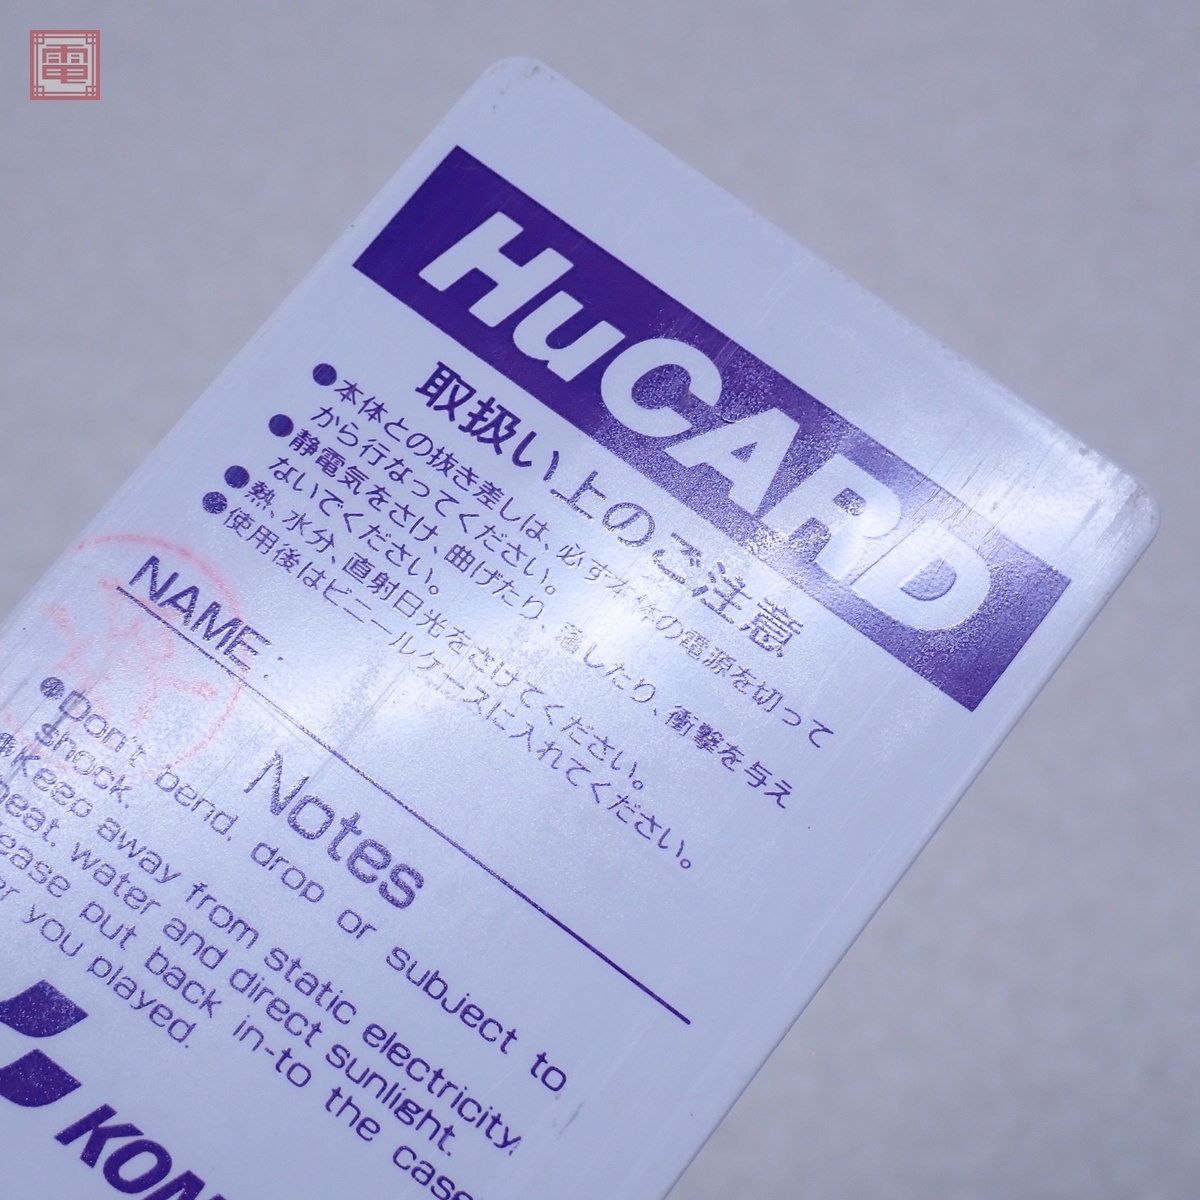 電
HuCARD
取扱い上のご注意
●本体との抜き差しは、必ず本体の電源を切って
から行なってください。
●静電気をさけ、曲げたり、落したり、衝撃を与え
ないでください。
●熱、水分、直射日光をさけてください。
●使用後はビニールケースに入れてください。
NAME:
Notes
●Don't bend, drop or subject to
shock.
●Keep away from static electricity,
heat, water and direct sunlight.
ease put back in-to the case
er you played.
KON